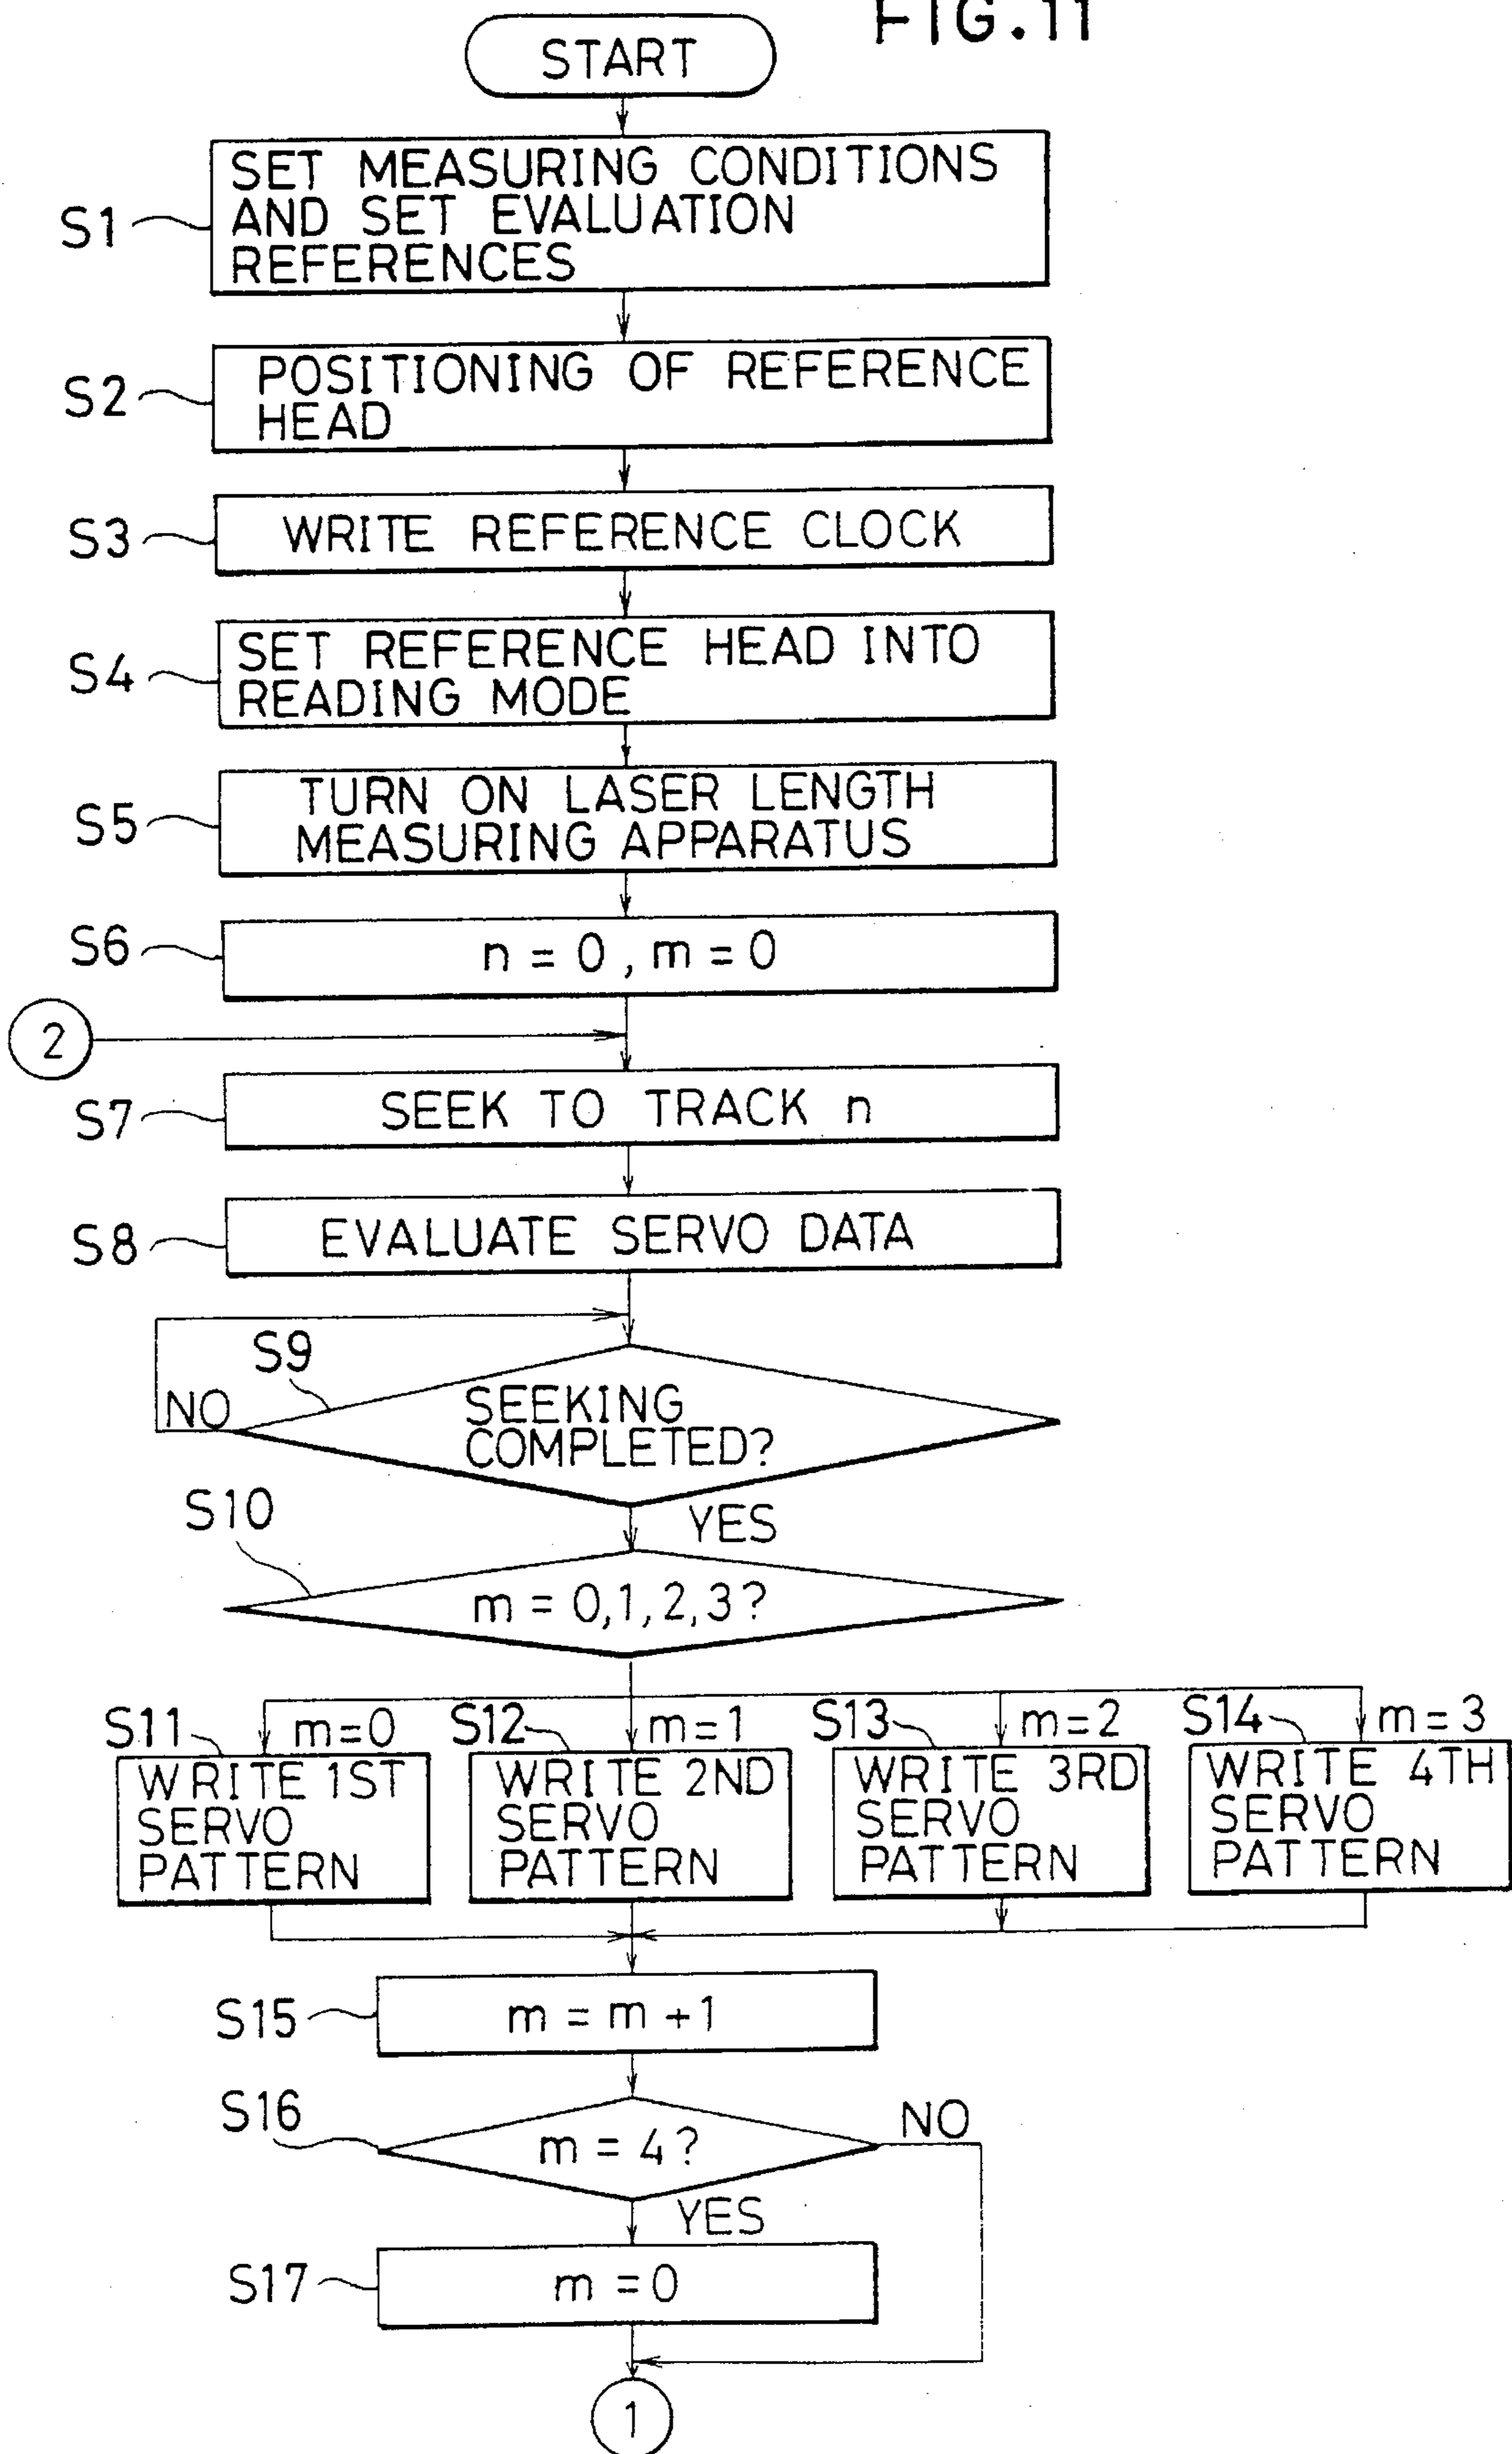 FIG.11
START
S1
SET MEASURING CONDITIONS
AND SET EVALUATION
REFERENCES
S2
POSITIONING OF REFERENCE
HEAD
S3
WRITE REFERENCE CLOCK
S4
SET REFERENCE HEAD INTO
READING MODE
S5
TURN ON LASER LENGTH
MEASURING APPARATUS
S6
n = 0 , m = 0
2
S7
SEEK TO TRACK n
S8
EVALUATE SERVO DATA
S9
NO
SEEKING
COMPLETED?
YES
S10
m = 0,1,2,3?
S11
m=0
WRITE 1ST
SERVO
PATTERN
S12
m=1
WRITE 2ND
SERVO
PATTERN
S13
m=2
WRITE 3RD
SERVO
PATTERN
S14
m=3
WRITE 4TH
SERVO
PATTERN
S15
m = m +1
S16
m = 4?
NO
YES
S17
m =0
1